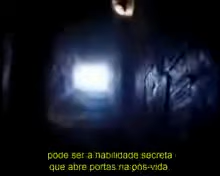 pode ser a habilidade secreta
que abre portas na pós-vida.